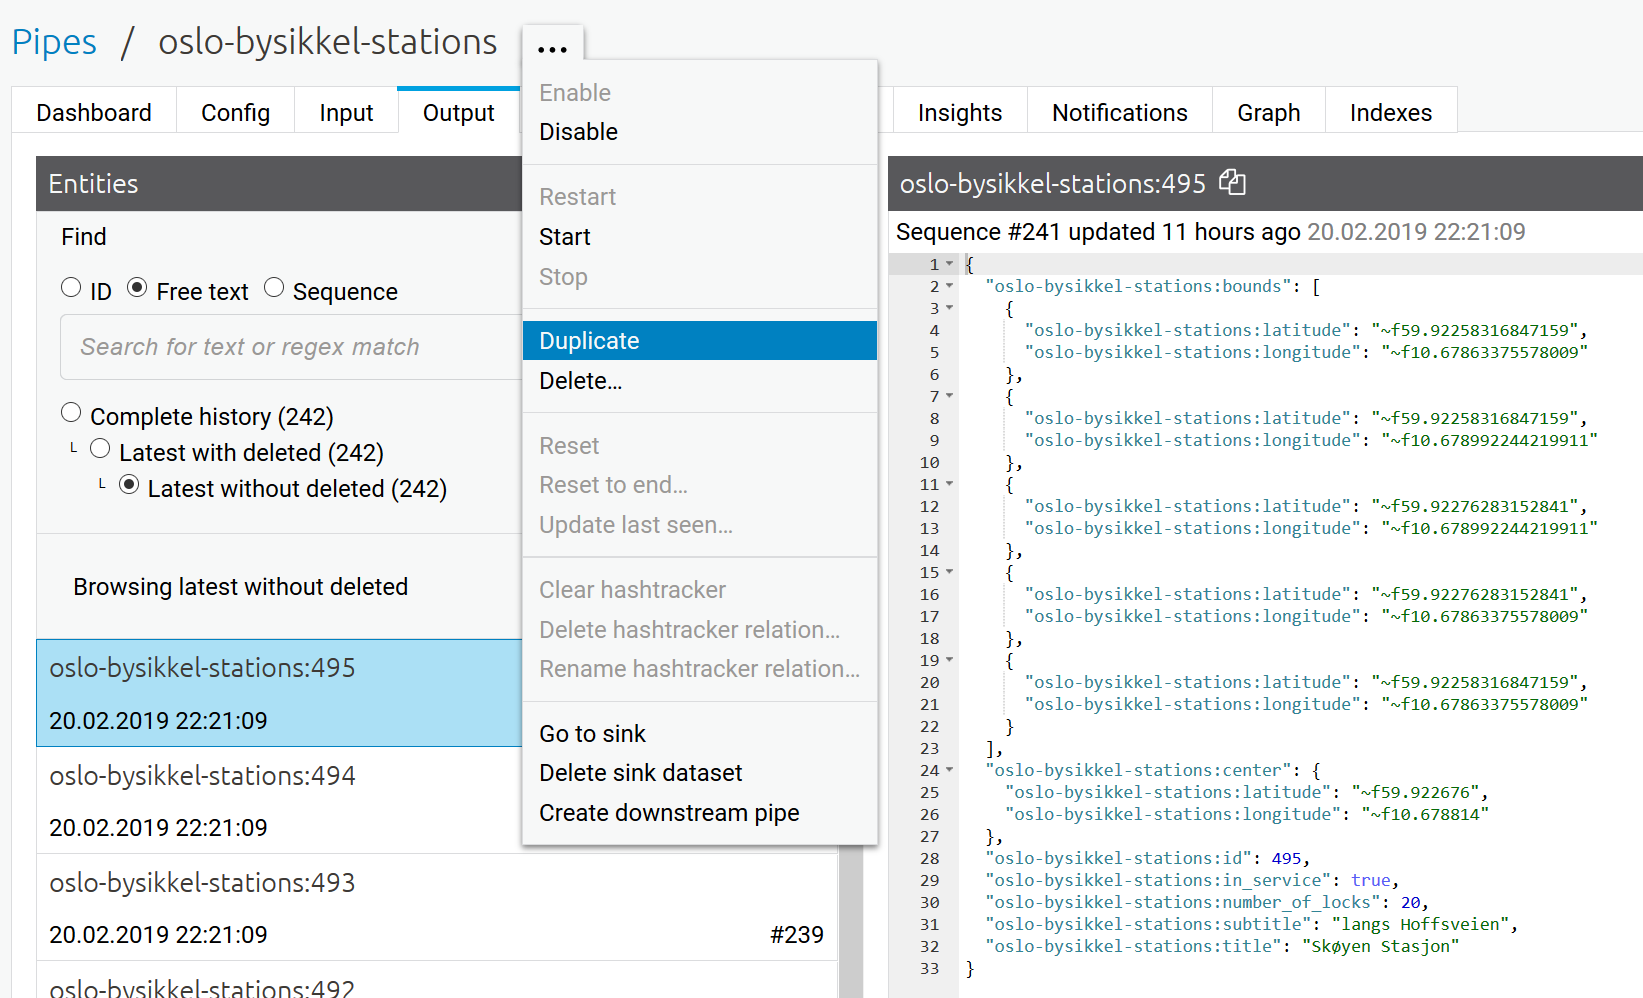 Pipes / oslo-bysikkel-stations ...
Dashboard Config Input Output Insights Notifications Graph Indexes
Enable
Disable
Restart
Start
Stop
Duplicate
Delete...
Reset
Reset to end...
Update last seen...
Clear hashtracker
Delete hashtracker relation...
Rename hashtracker relation...
Go to sink
Delete sink dataset
Create downstream pipe
Entities
Find
ID Free text Sequence
Search for text or regex match
Complete history (242)
Latest with deleted (242)
Latest without deleted (242)
Browsing latest without deleted
oslo-bysikkel-stations:495
20.02.2019 22:21:09
oslo-bysikkel-stations:494
20.02.2019 22:21:09
oslo-bysikkel-stations:493
20.02.2019 22:21:09 #239
oslo-bysikkel-stations:492
oslo-bysikkel-stations:495
Sequence #241 updated 11 hours ago 20.02.2019 22:21:09
1 {
2 "oslo-bysikkel-stations:bounds": [
3 {
4 "oslo-bysikkel-stations:latitude": "~f59.92258316847159",
5 "oslo-bysikkel-stations:longitude": "~f10.67863375578009"
6 },
7 {
8 "oslo-bysikkel-stations:latitude": "~f59.92258316847159",
9 "oslo-bysikkel-stations:longitude": "~f10.678992244219911"
10 },
11 {
12 "oslo-bysikkel-stations:latitude": "~f59.92276283152841",
13 "oslo-bysikkel-stations:longitude": "~f10.678992244219911"
14 },
15 {
16 "oslo-bysikkel-stations:latitude": "~f59.92276283152841",
17 "oslo-bysikkel-stations:longitude": "~f10.67863375578009"
18 },
19 {
20 "oslo-bysikkel-stations:latitude": "~f59.92258316847159",
21 "oslo-bysikkel-stations:longitude": "~f10.67863375578009"
22 }
23 ],
24 "oslo-bysikkel-stations:center": {
25 "oslo-bysikkel-stations:latitude": "~f59.922676",
26 "oslo-bysikkel-stations:longitude": "~f10.678814"
27 },
28 "oslo-bysikkel-stations:id": 495,
29 "oslo-bysikkel-stations:in_service": true,
30 "oslo-bysikkel-stations:number_of_locks": 20,
31 "oslo-bysikkel-stations:subtitle": "langs Hoffsveien",
32 "oslo-bysikkel-stations:title": "Skøyen Stasjon"
33 }